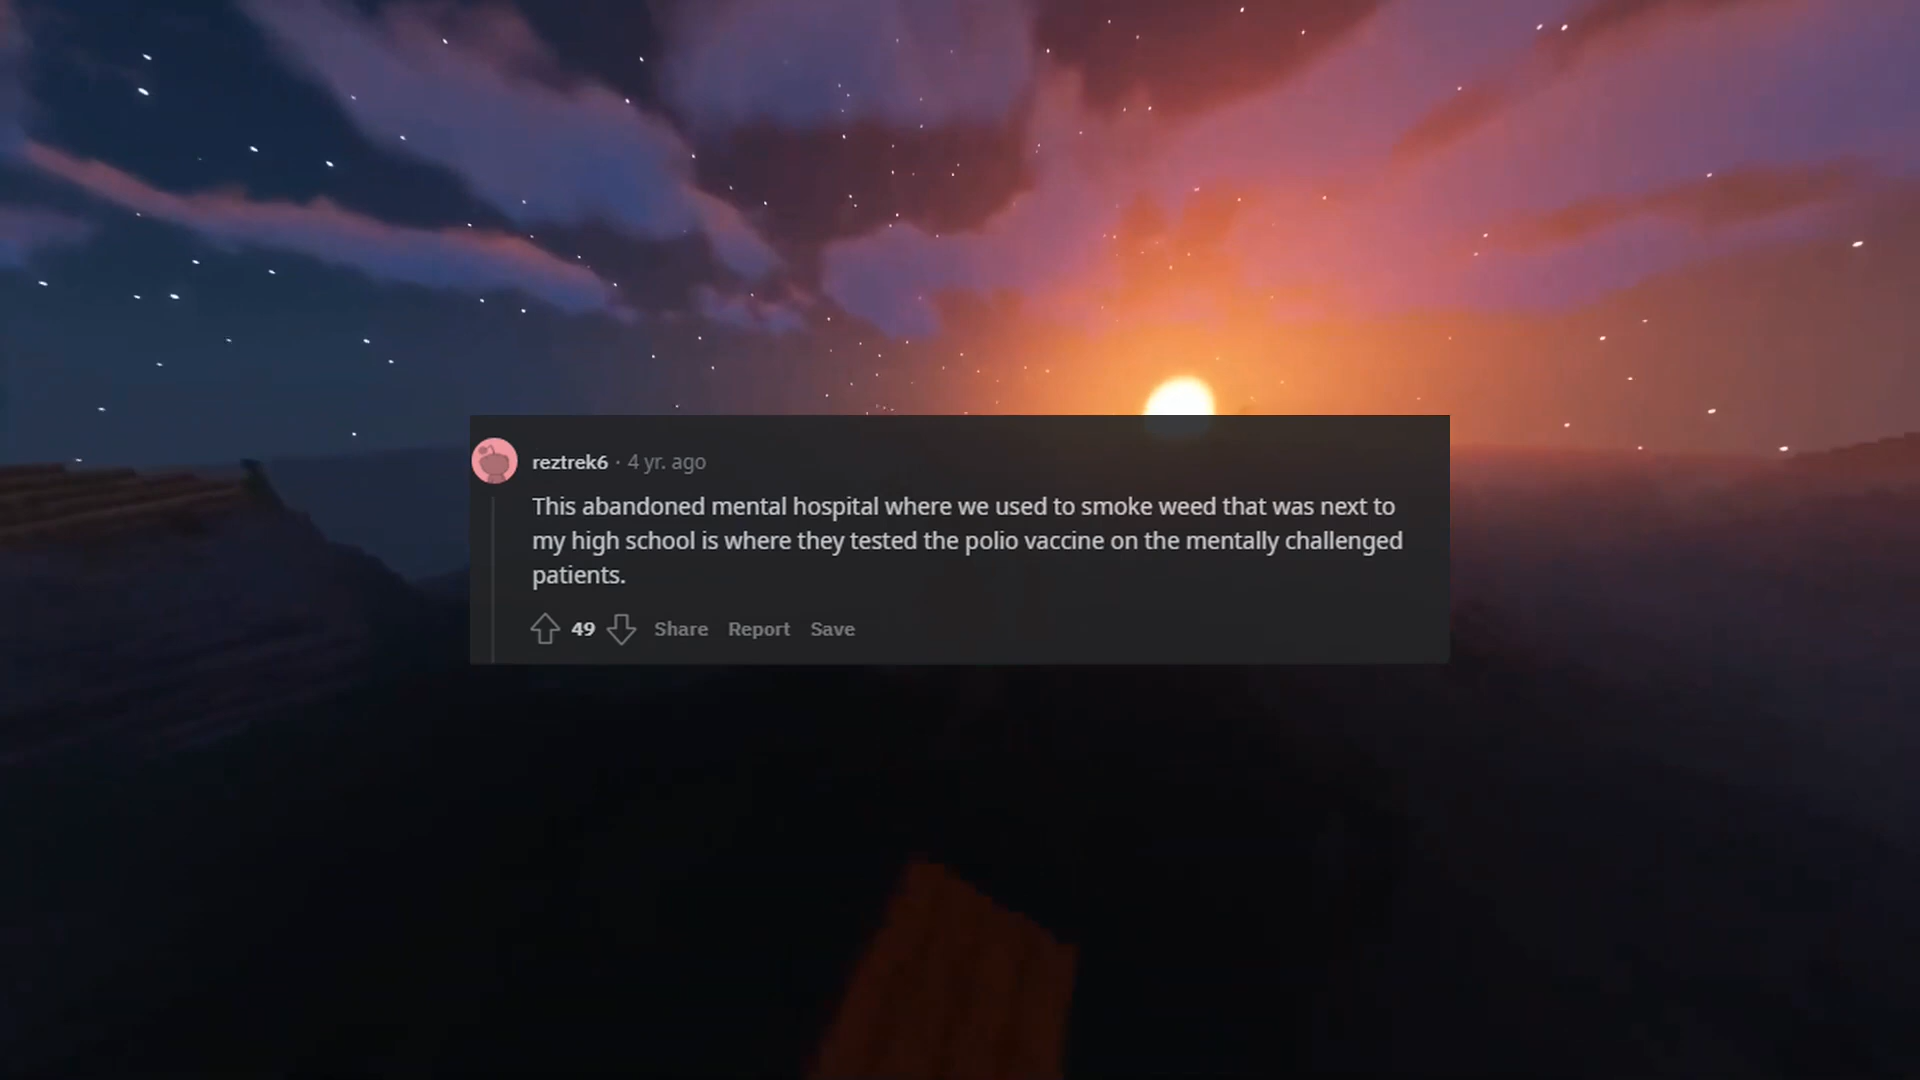 reztrek6 · 4 yr. ago
This abandoned mental hospital where we used to smoke weed that was next to
my high school is where they tested the polio vaccine on the mentally challenged
patients.
49 Share Report Save